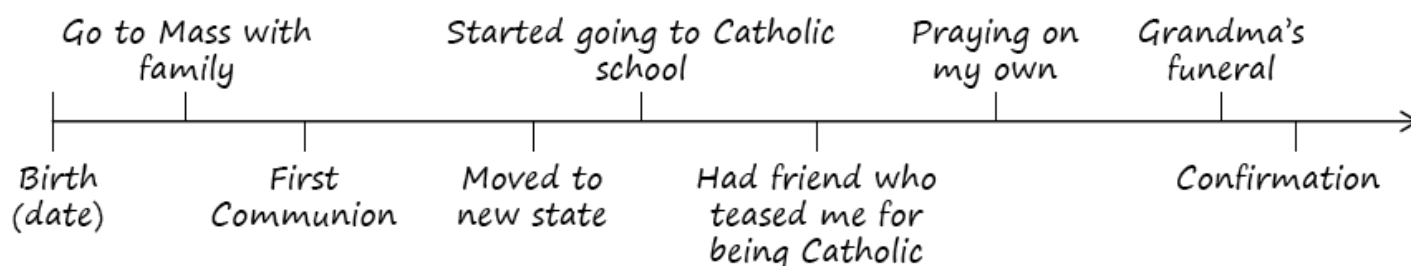 Go to Mass with
family
Started going to Catholic
school
Praying on
my own
Grandma's
funeral
Birth
(date)
First
Communion
Moved to
new state
Had friend who
teased me for
being Catholic
Confirmation